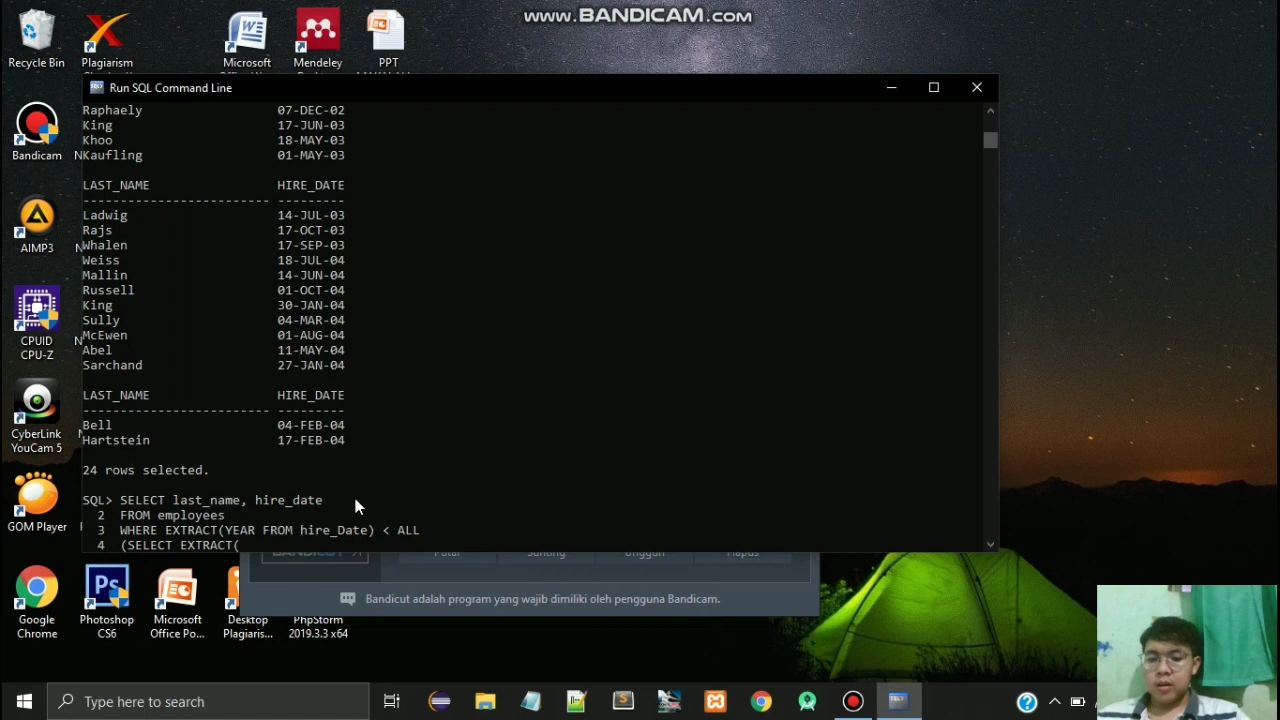 www.BANDICAM.com
Recycle Bin
Plagiarism
Microsoft
Mendeley
PPT
Run SQL Command Line
Raphaely 07-DEC-02
King 17-JUN-03
Khoo 18-MAY-03
Kaufling 01-MAY-03
LAST_NAME HIRE_DATE
------------------------- ---------
Ladwig 14-JUL-03
Rajs 17-OCT-03
Whalen 17-SEP-03
Weiss 18-JUL-04
Mallin 14-JUN-04
Russell 01-OCT-04
King 30-JAN-04
Sully 04-MAR-04
McEwen 01-AUG-04
Abel 11-MAY-04
Sarchand 27-JAN-04
LAST_NAME HIRE_DATE
------------------------- ---------
Bell 04-FEB-04
Hartstein 17-FEB-04
24 rows selected.
SQL> SELECT last_name, hire_date
2 FROM employees
3 WHERE EXTRACT(YEAR FROM hire_Date) < ALL
4 (SELECT EXTRACT(
Bandicam
AIMP3
CPUID
CPU-Z
CyberLink
YouCam 5
GOM Player
Bandicut adalah program yang wajib dimiliki oleh pengguna Bandicam.
Google
Chrome
Photoshop
CS6
Microsoft
Office Po...
Desktop
Plagiaris...
PhpStorm
2019.3.3 x64
Type here to search